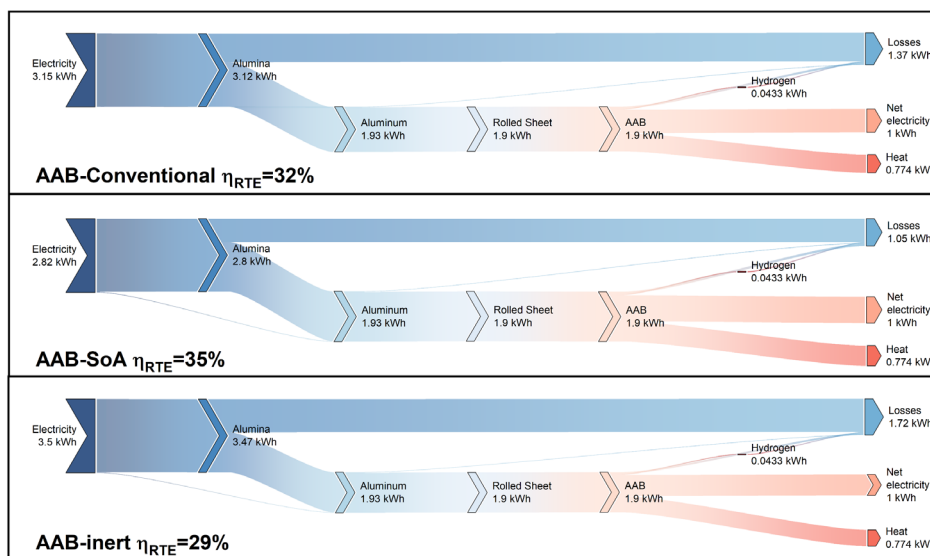 Electricity
3.15 kWh
Alumina
3.12 kWh
Losses
1.37 kWh
Hydrogen
0.0433 kWh
Aluminum
1.93 kWh
Rolled Sheet
1.9 kWh
AAB
1.9 kWh
Net
electricity
1 kWh
Heat
0.774 kW
AAB-Conventional ηRTE=32%
Electricity
2.82 kWh
Alumina
2.8 kWh
Losses
1.05 kWh
Hydrogen
0.0433 kWh
Aluminum
1.93 kWh
Rolled Sheet
1.9 kWh
AAB
1.9 kWh
Net
electricity
1 kWh
Heat
0.774 kW
AAB-SoA ηRTE=35%
Electricity
3.5 kWh
Alumina
3.47 kWh
Losses
1.72 kWh
Hydrogen
0.0433 kWh
Aluminum
1.93 kWh
Rolled Sheet
1.9 kWh
AAB
1.9 kWh
Net
electricity
1 kWh
Heat
0.774 kW
AAB-inert ηRTE=29%